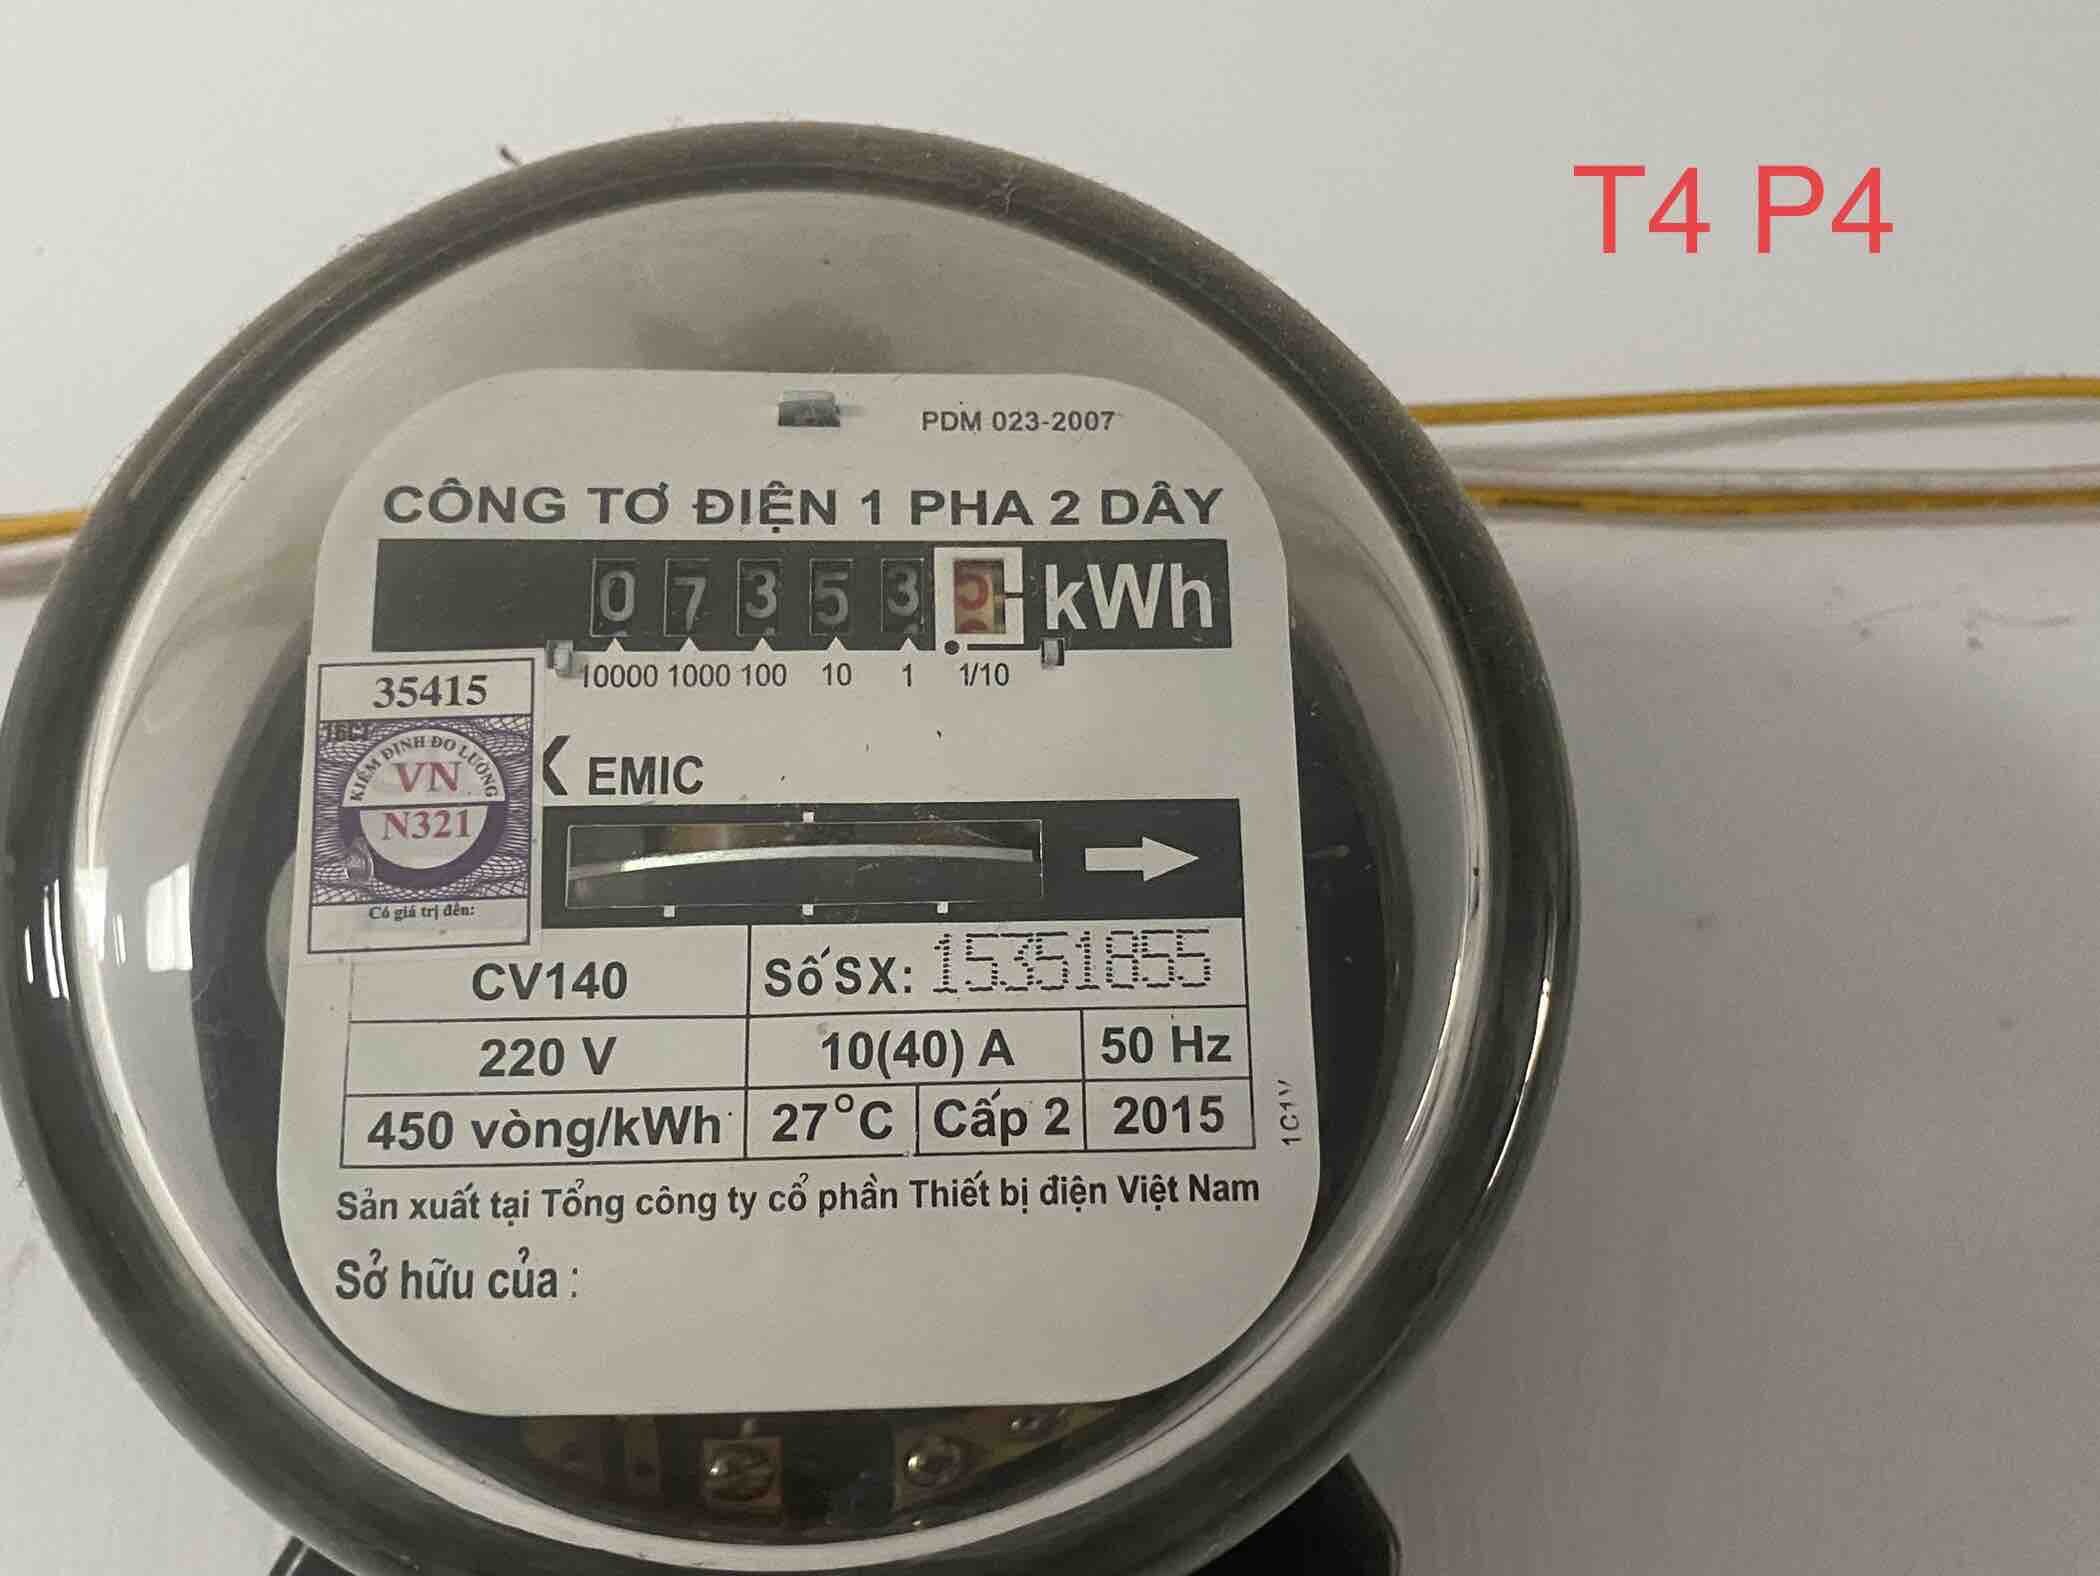 T4 P4
PDM 023-2007
CÔNG TƠ ĐIỆN 1 PHA 2 DÂY
0 7 3 5 3 5 kWh
10000 1000 100 10 1 1/10
35415
KIỂM ĐỊNH ĐO LƯỜNG
VN
N321
Có giá trị đến:
EMIC
CV140 Số SX: 15351855
220 V 10(40) A 50 Hz
450 vòng/kWh 27°C Cấp 2 2015
1C1V
Sản xuất tại Tổng công ty cổ phần Thiết bị điện Việt Nam
Sở hữu của :